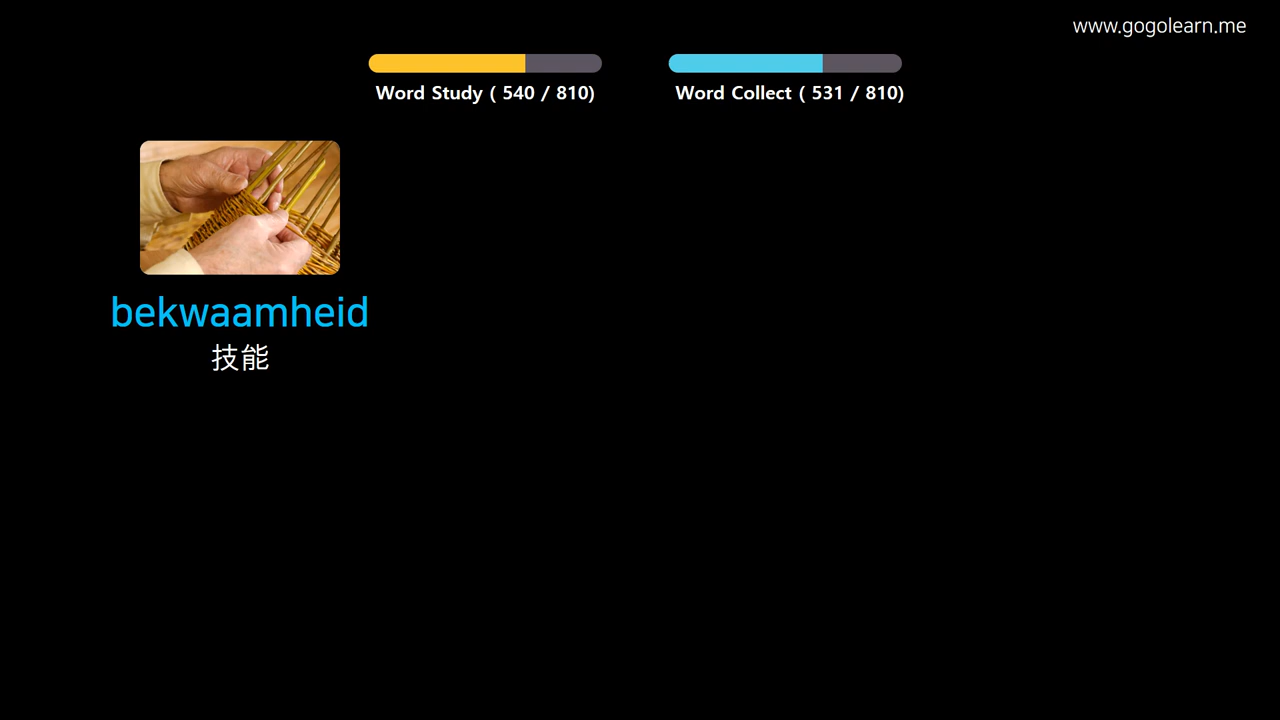 www.gogolearn.me
Word Study ( 540 / 810)
Word Collect ( 531 / 810)
bekwaamheid
技能